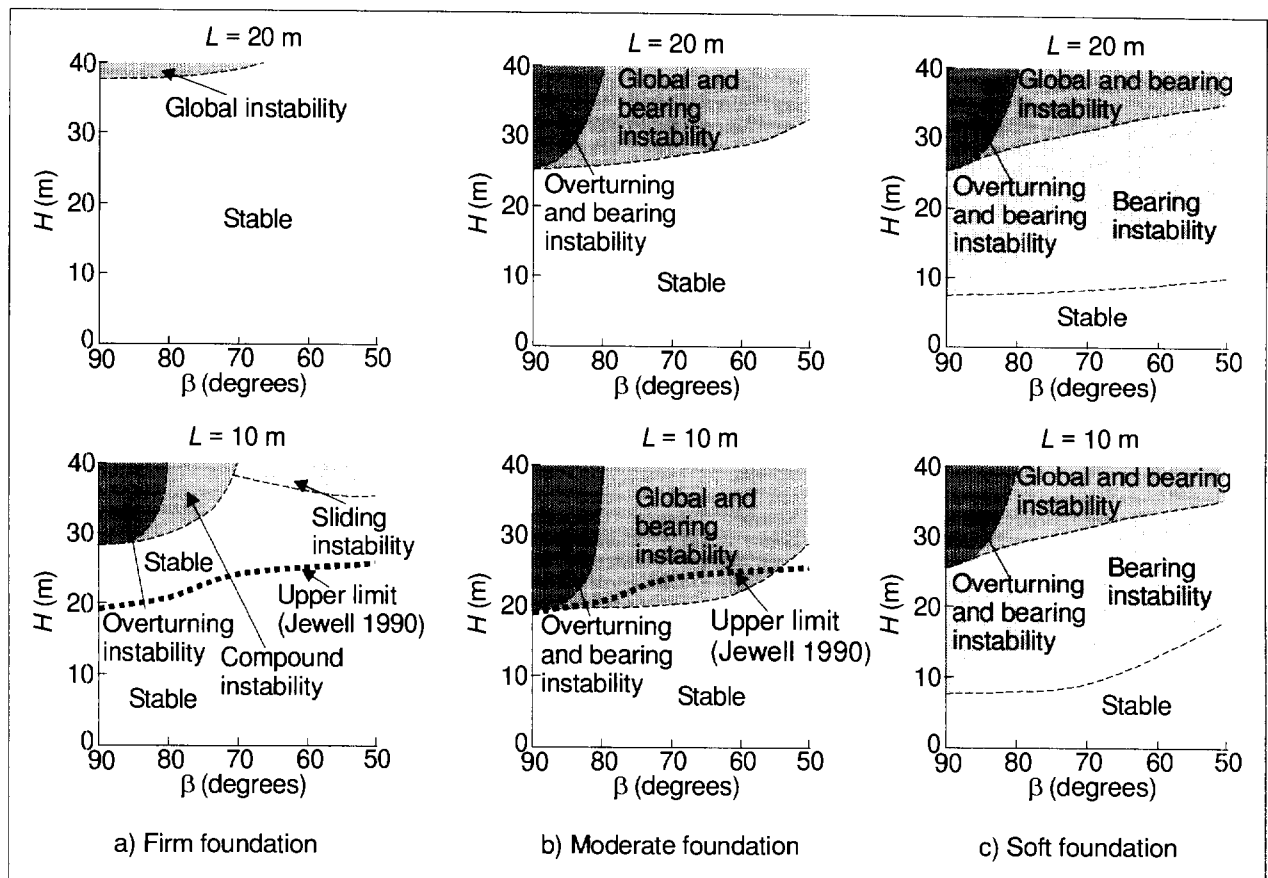 L = 20 m
40
30
20
10
0
H (m)
Global instability
Stable
90 80 70 60 50
β (degrees)
L = 20 m
40
30
20
10
0
H (m)
Global and
bearing
instability
Overturning
and bearing
instability
Stable
90 80 70 60 50
β (degrees)
L = 20 m
40
30
20
10
0
H (m)
Global and bearing
instability
Overturning
and bearing
instability
Bearing
instability
Stable
90 80 70 60 50
β (degrees)
L = 10 m
40
30
20
10
0
H (m)
Sliding
instability
Stable
Upper limit
(Jewell 1990)
Overturning
instability
Compound
instability
Stable
90 80 70 60 50
β (degrees)
a) Firm foundation
L = 10 m
40
30
20
10
0
H (m)
Global and
bearing
instability
Overturning
and bearing
instability
Upper limit
(Jewell 1990)
Stable
90 80 70 60 50
β (degrees)
b) Moderate foundation
L = 10 m
40
30
20
10
0
H (m)
Global and bearing
instability
Overturning
and bearing
instability
Bearing
instability
Stable
90 80 70 60 50
β (degrees)
c) Soft foundation